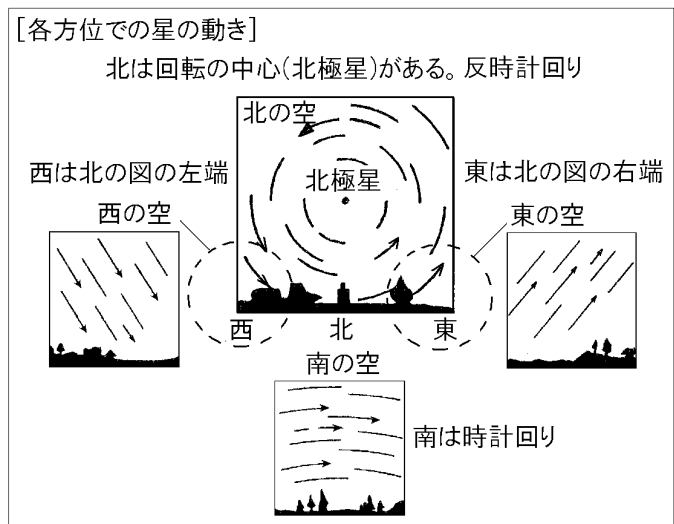 [各方位での星の動き]
北は回転の中心(北極星)がある。反時計回り
北の空
西は北の図の左端
北極星
東は北の図の右端
西の空
東の空
西
北
東
南の空
南は時計回り